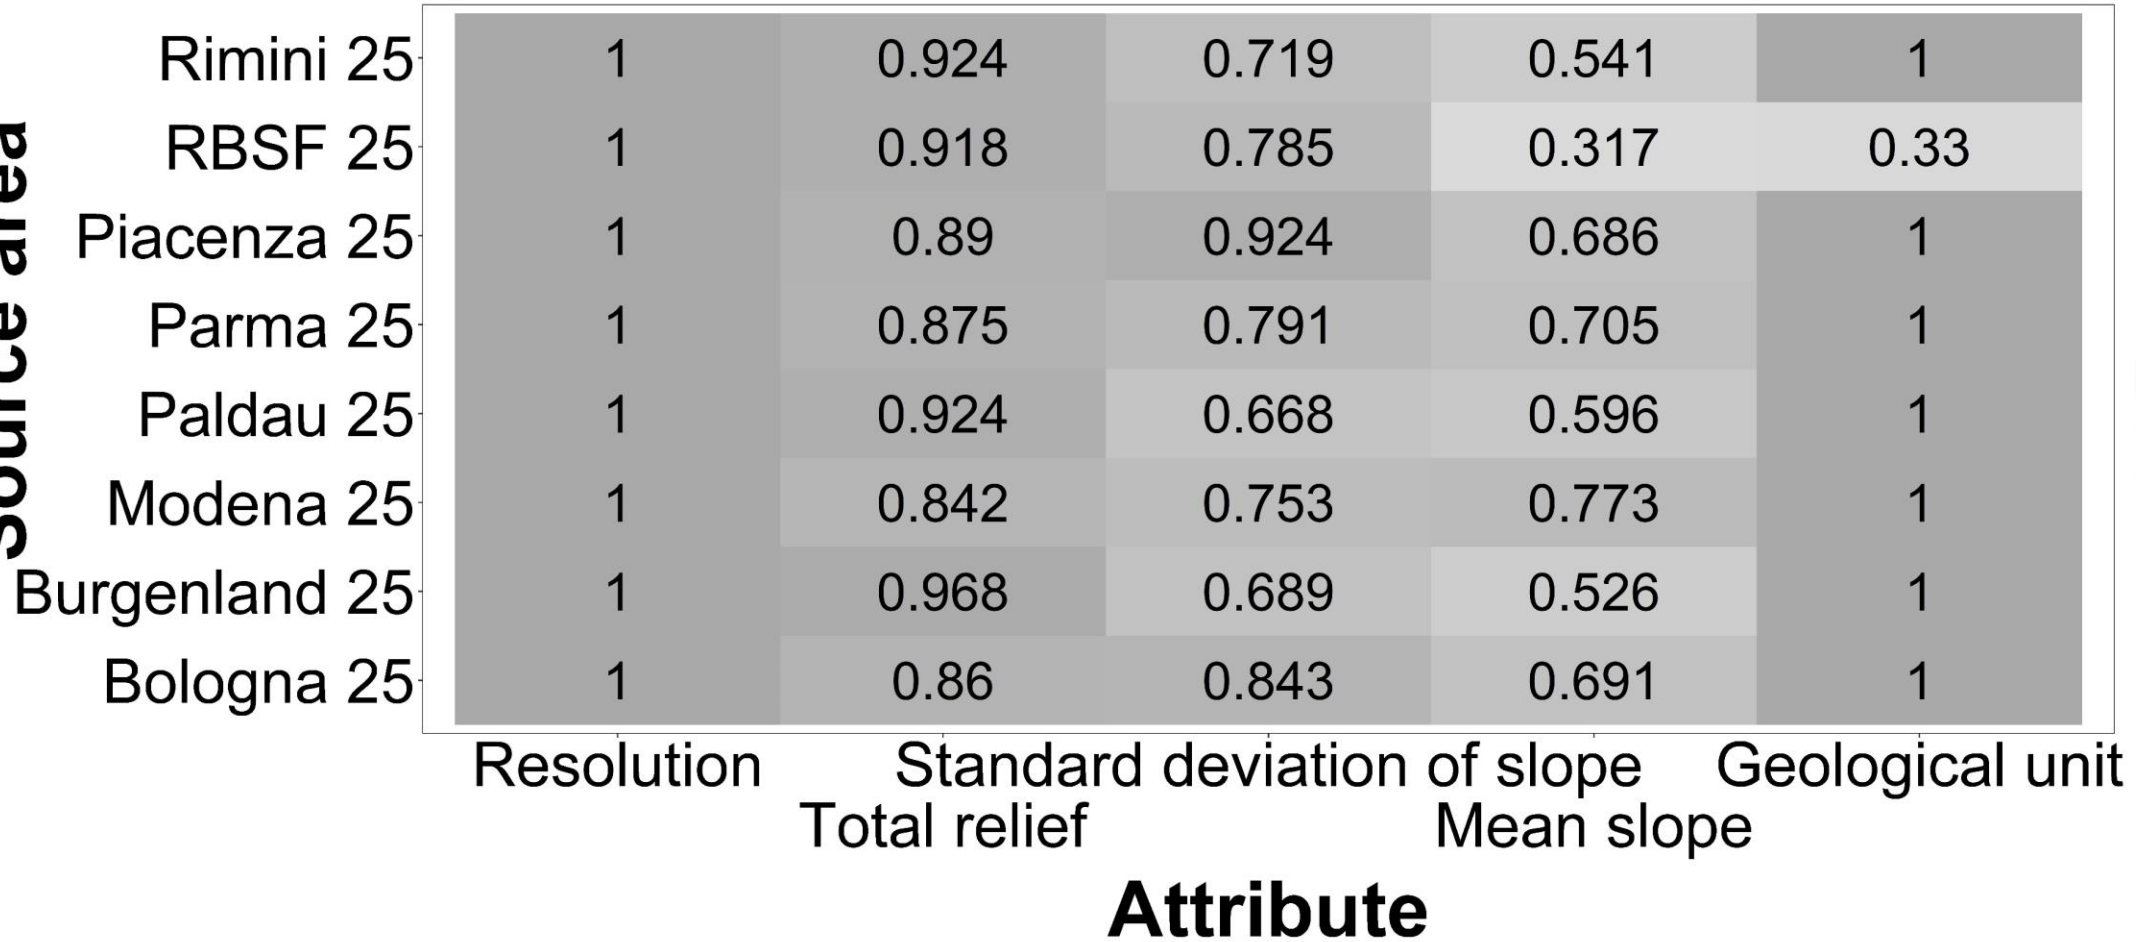 Source area
Rimini 25 1 0.924 0.719 0.541 1
RBSF 25 1 0.918 0.785 0.317 0.33
Piacenza 25 1 0.89 0.924 0.686 1
Parma 25 1 0.875 0.791 0.705 1
Paldau 25 1 0.924 0.668 0.596 1
Modena 25 1 0.842 0.753 0.773 1
Burgenland 25 1 0.968 0.689 0.526 1
Bologna 25 1 0.86 0.843 0.691 1
Resolution Standard deviation of slope Geological unit
Total relief Mean slope
Attribute